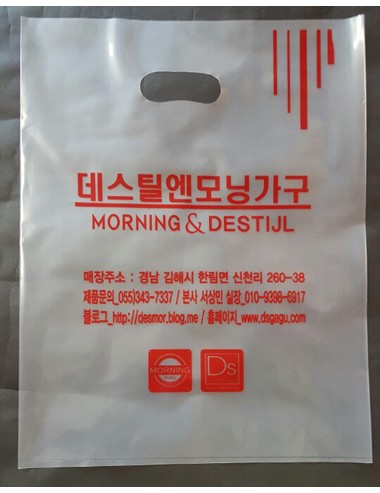 데스틸엔모닝가구
MORNING & DESTIJL
매장주소 : 경남 김해시 한림면 신천리 260-38
제품문의_055)343-7337 / 본사 서상민 실장_010-9398-6917
블로그_http://desmor.blog.me / 홈페이지_www.dsgagu.com
MORNING
Ds